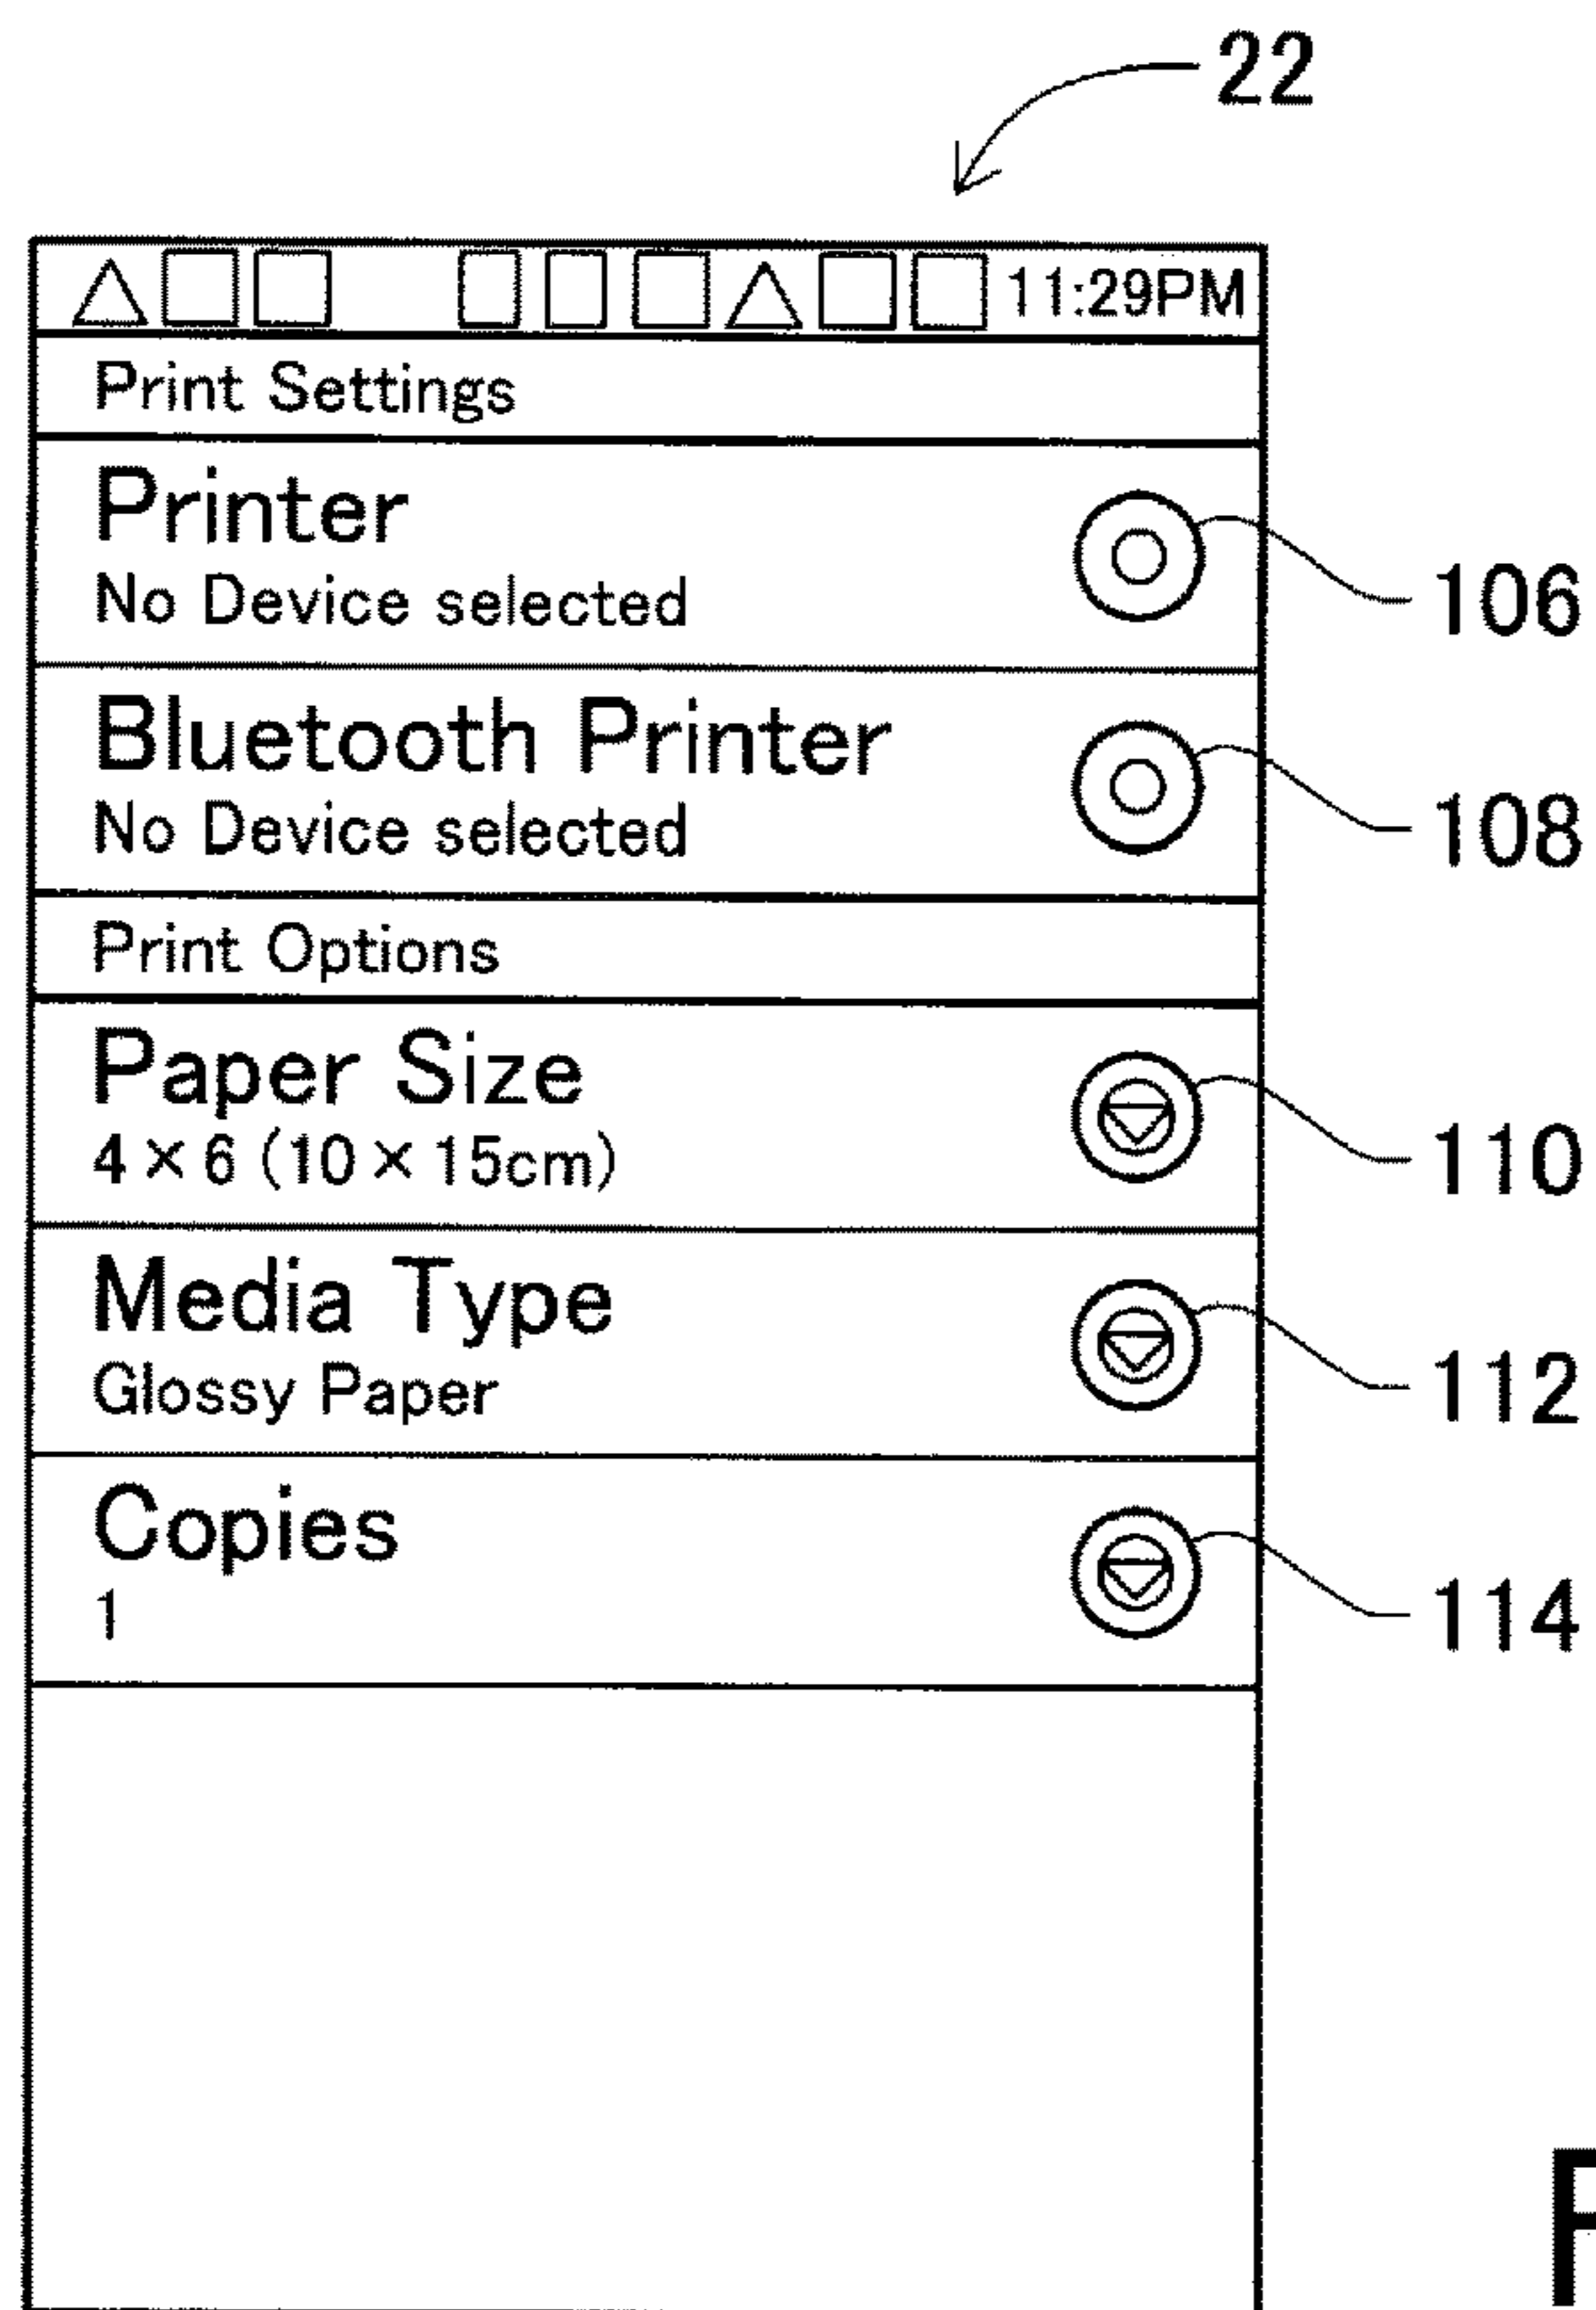 22
11:29PM
Print Settings
Printer
No Device selected
106
Bluetooth Printer
No Device selected
108
Print Options
Paper Size
4×6 (10×15cm)
110
Media Type
Glossy Paper
112
Copies
1
114